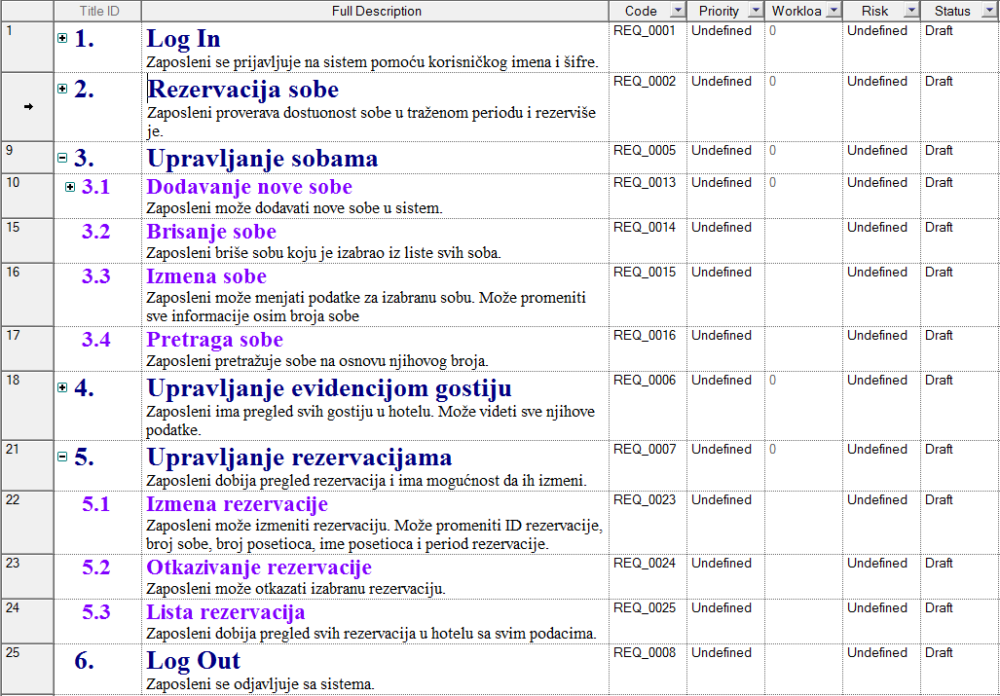 Title ID Full Description Code Priority Workloa Risk Status
1 1. Log In REQ_0001 Undefined 0 Undefined Draft
Zaposleni se prijavljuje na sistem pomoću korisničkog imena i šifre.
2. Rezervacija sobe REQ_0002 Undefined 0 Undefined Draft
Zaposleni proverava dostuonost sobe u traženom periodu i rezerviše
je.
9 3. Upravljanje sobama REQ_0005 Undefined 0 Undefined Draft
10 3.1 Dodavanje nove sobe REQ_0013 Undefined 0 Undefined Draft
Zaposleni može dodavati nove sobe u sistem.
15 3.2 Brisanje sobe REQ_0014 Undefined Undefined Draft
Zaposleni briše sobu koju je izabrao iz liste svih soba.
16 3.3 Izmena sobe REQ_0015 Undefined Undefined Draft
Zaposleni može menjati podatke za izabranu sobu. Može promeniti
sve informacije osim broja sobe
17 3.4 Pretraga sobe REQ_0016 Undefined Undefined Draft
Zaposleni pretražuje sobe na osnovu njihovog broja.
18 4. Upravljanje evidencijom gostiju REQ_0006 Undefined 0 Undefined Draft
Zaposleni ima pregled svih gostiju u hotelu. Može videti sve njihove
podatke.
21 5. Upravljanje rezervacijama REQ_0007 Undefined 0 Undefined Draft
Zaposleni dobija pregled rezervacija i ima mogućnost da ih izmeni.
22 5.1 Izmena rezervacije REQ_0023 Undefined Undefined Draft
Zaposleni može izmeniti rezervaciju. Može promeniti ID rezervacije,
broj sobe, broj posetioca, ime posetioca i period rezervacije.
23 5.2 Otkazivanje rezervacije REQ_0024 Undefined Undefined Draft
Zaposleni može otkazati izabranu rezervaciju.
24 5.3 Lista rezervacija REQ_0025 Undefined Undefined Draft
Zaposleni dobija pregled svih rezervacija u hotelu sa svim podacima.
25 6. Log Out REQ_0008 Undefined Undefined Draft
Zaposleni se odjavljuje sa sistema.